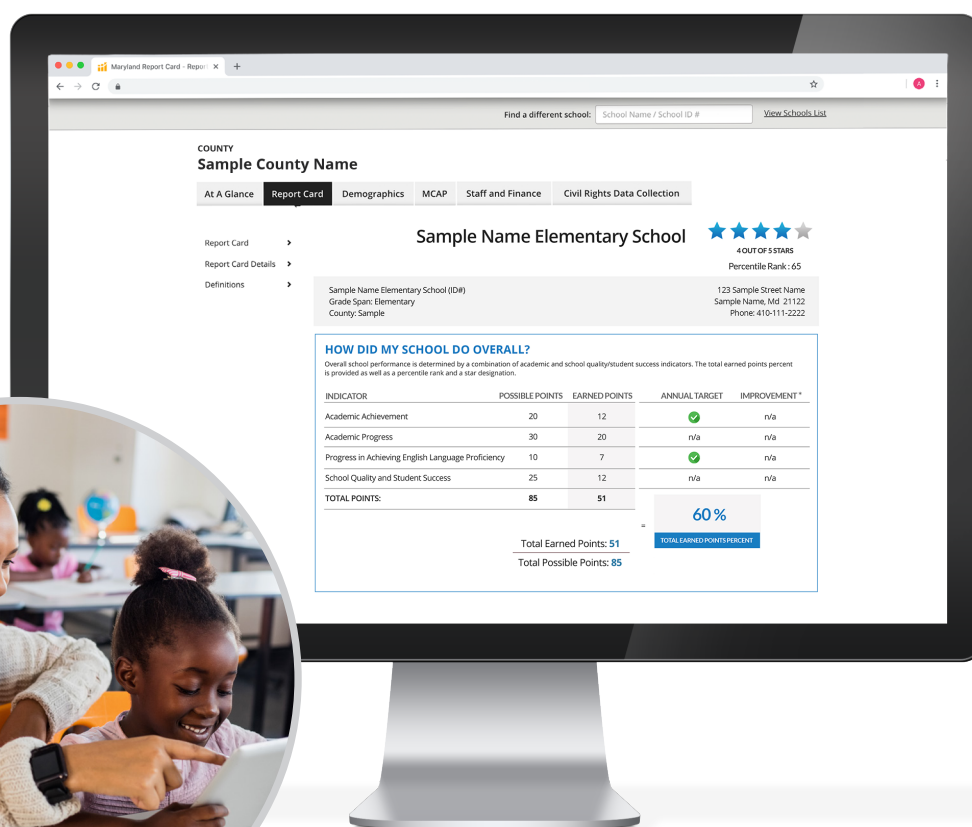 Maryland Report Card - Repor
Find a different school: School Name / School ID # View Schools List
COUNTY
Sample County Name
At A Glance Report Card Demographics MCAP Staff and Finance Civil Rights Data Collection
Report Card
Report Card Details
Definitions
Sample Name Elementary School
4 OUT OF 5 STARS
Percentile Rank : 65
Sample Name Elementary School (ID#)
Grade Span: Elementary
County: Sample
123 Sample Street Name
Sample Name, Md 21122
Phone: 410-111-2222
HOW DID MY SCHOOL DO OVERALL?
Overall school performance is determined by a combination of academic and school quality/student success indicators. The total earned points percent
is provided as well as a percentile rank and a star designation.
INDICATOR POSSIBLE POINTS EARNED POINTS ANNUAL TARGET IMPROVEMENT *
Academic Achievement 20 12 n/a
Academic Progress 30 20 n/a n/a
Progress in Achieving English Language Proficiency 10 7 n/a
School Quality and Student Success 25 12 n/a n/a
TOTAL POINTS: 85 51
Total Earned Points: 51
Total Possible Points: 85
=
60 %
TOTAL EARNED POINTS PERCENT
A